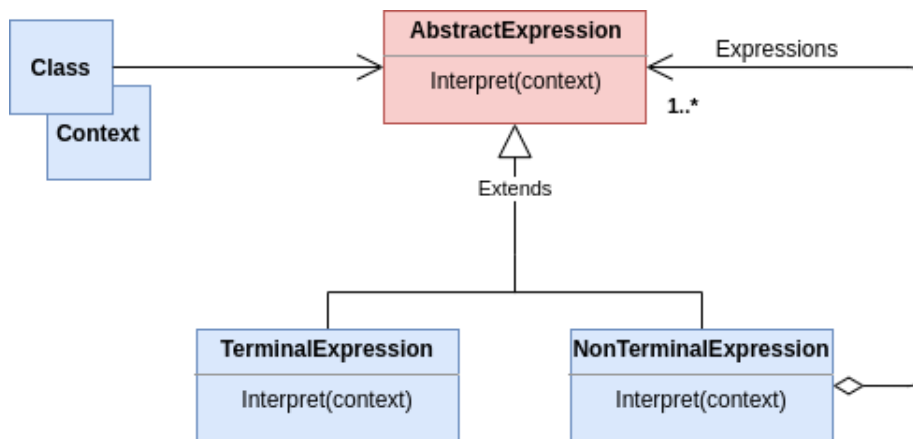 AbstractExpression
Interpret(context)
Class
Context
Expressions
1..*
Extends
TerminalExpression
Interpret(context)
NonTerminalExpression
Interpret(context)